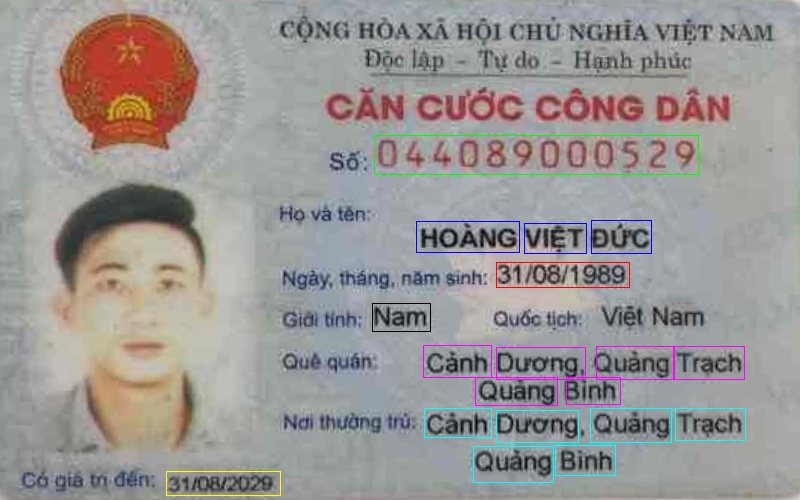 CỘNG HÒA XÃ HỘI CHỦ NGHĨA VIỆT NAM
Độc lập - Tự do - Hạnh phúc
CĂN CƯỚC CÔNG DÂN
Số: 044089000529
Họ và tên:
HOÀNG VIỆT ĐỨC
Ngày, tháng, năm sinh: 31/08/1989
Giới tính: Nam Quốc tịch: Việt Nam
Quê quán: Cảnh Dương, Quảng Trạch
Quảng Bình
Nơi thường trú: Cảnh Dương, Quảng Trạch
Quảng Bình
Có giá trị đến: 31/08/2029